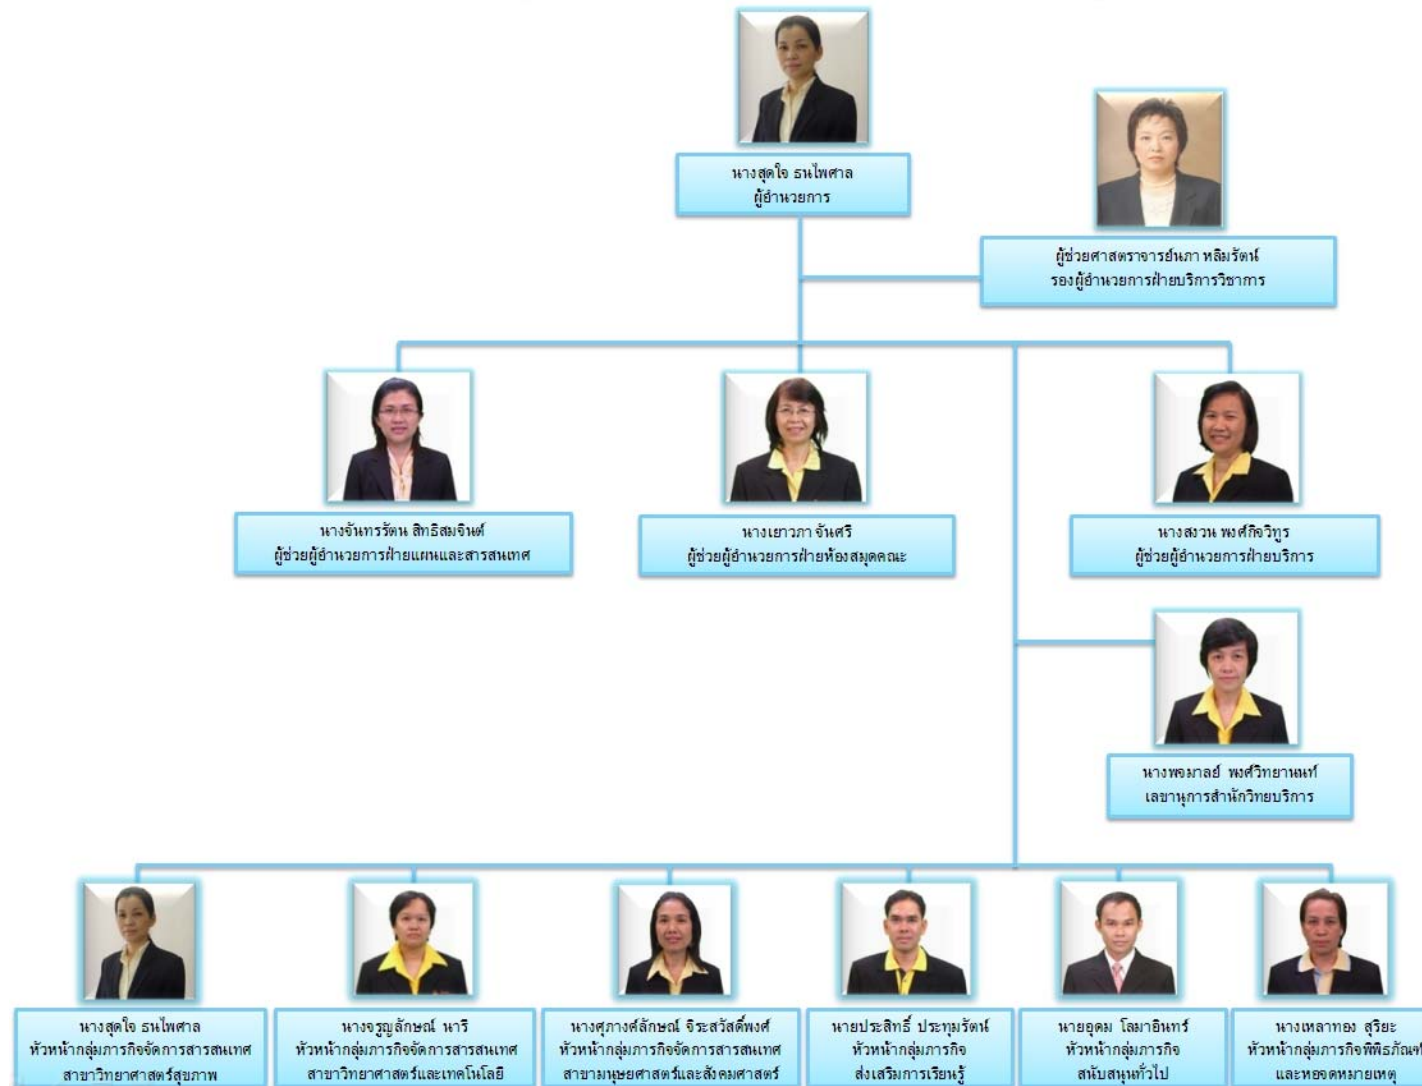 นางสุดใจ ธนไพศาล
ผู้อำนวยการ
ผู้ช่วยศาสตราจารย์นภา หลิมรัตน์
รองผู้อำนวยการฝ่ายบริการวิชาการ
นางจันทรรัตน สิทธิสมจินต์
ผู้ช่วยผู้อำนวยการฝ่ายแผนและสารสนเทศ
นางเยาวภา จันศรี
ผู้ช่วยผู้อำนวยการฝ่ายห้องสมุดคณะ
นางสงวน พงศ์กิจวิทูร
ผู้ช่วยผู้อำนวยการฝ่ายบริการ
นางพจมาลย์ พงศ์วิทยานนท์
เลขานุการสำนักวิทยบริการ
นางสุดใจ ธนไพศาล
หัวหน้ากลุ่มภารกิจจัดการสารสนเทศ
สาขาวิทยาศาสตร์สุขภาพ
นางจรูญลักษณ์ นารี
หัวหน้ากลุ่มภารกิจจัดการสารสนเทศ
สาขาวิทยาศาสตร์และเทคโนโลยี
นางศุภางศ์ลักษณ์ จิระสวัสดิ์พงศ์
หัวหน้ากลุ่มภารกิจจัดการสารสนเทศ
สาขามนุษยศาสตร์และสังคมศาสตร์
นายประสิทธิ์ ประทุมรัตน์
หัวหน้ากลุ่มภารกิจ
ส่งเสริมการเรียนรู้
นายอุดม โลมาอินทร์
หัวหน้ากลุ่มภารกิจ
สนับสนุนทั่วไป
นางเหลาทอง สุริยะ
หัวหน้ากลุ่มภารกิจพิพิธภัณฑ์
และหอจดหมายเหตุ